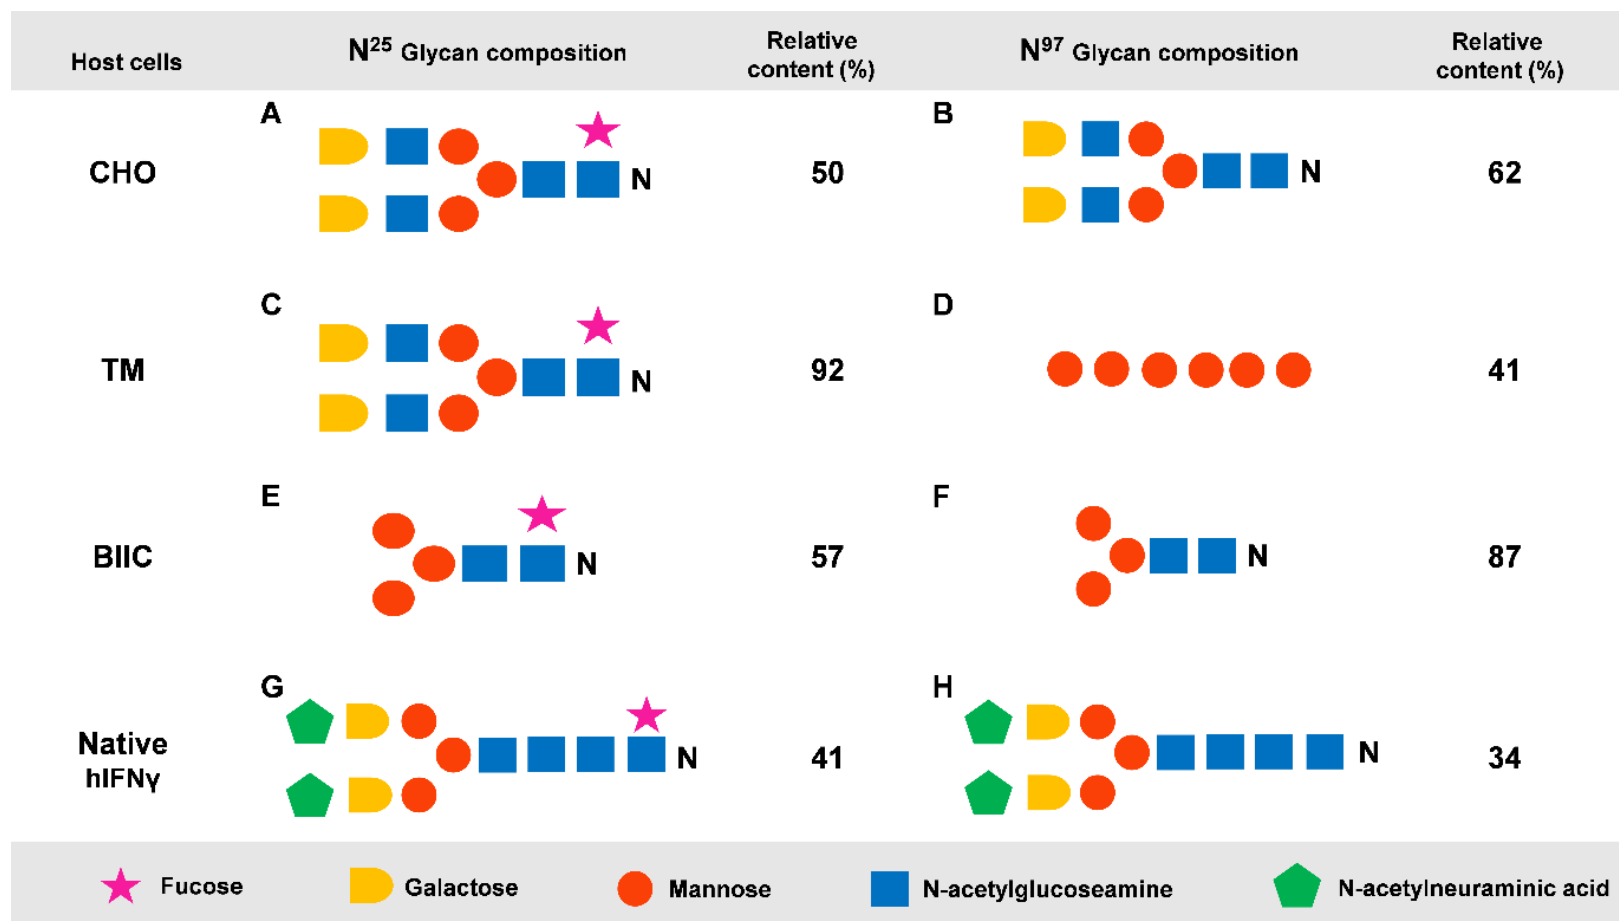 Host cells
N25 Glycan composition
Relative
content (%)
N97 Glycan composition
Relative
content (%)
A
B
CHO
N
50
N
62
C
D
TM
N
92
41
E
F
BIIC
N
57
N
87
G
H
Native
hIFNγ
N
41
N
34
Fucose
Galactose
Mannose
N-acetylglucoseamine
N-acetylneuraminic acid